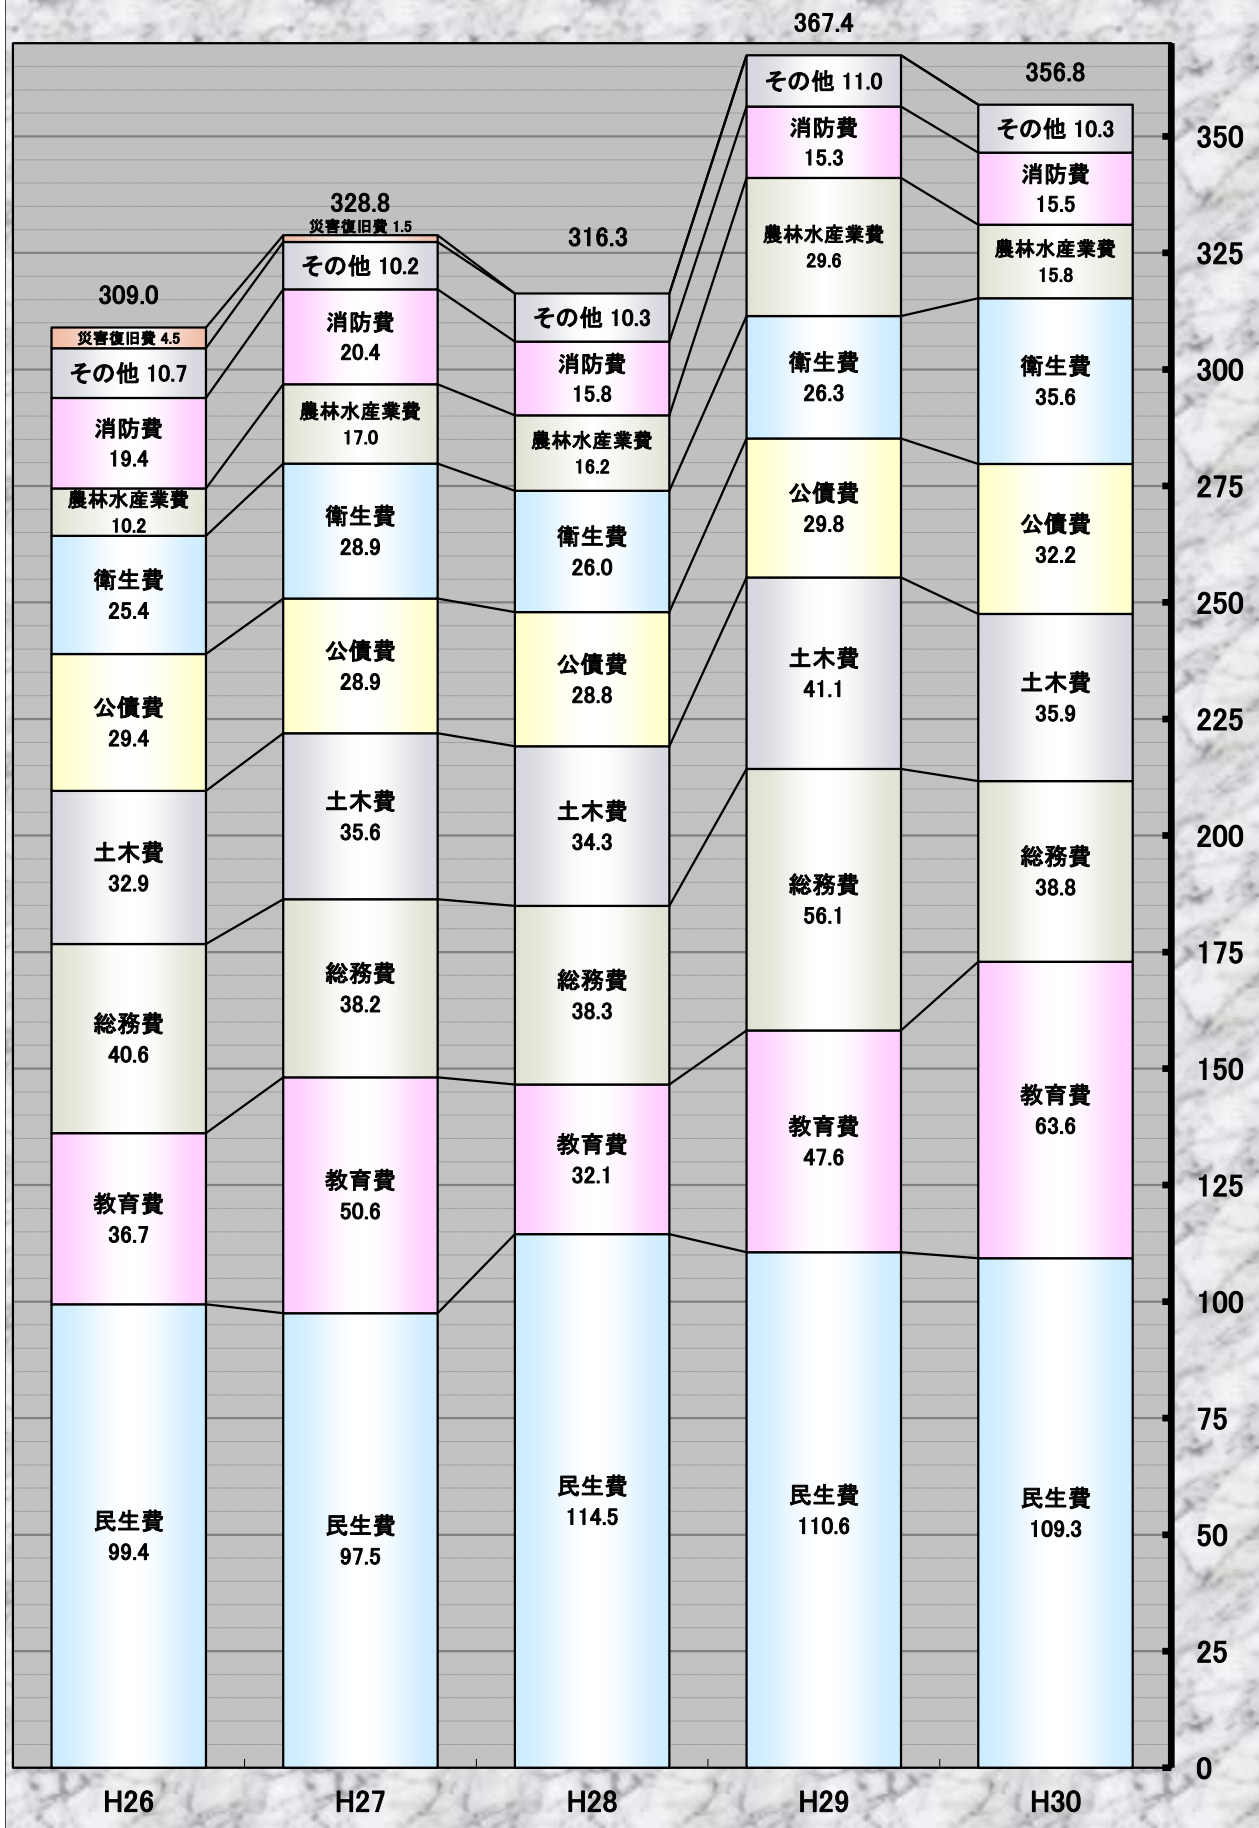 367.4
その他 11.0
消防費
15.3
農林水産業費
29.6
衛生費
26.3
公債費
29.8
土木費
41.1
総務費
56.1
教育費
47.6
民生費
110.6
H29
356.8
その他 10.3
消防費
15.5
農林水産業費
15.8
衛生費
35.6
公債費
32.2
土木費
35.9
総務費
38.8
教育費
63.6
民生費
109.3
H30
328.8
災害復旧費 1.5
その他 10.2
消防費
20.4
農林水産業費
17.0
衛生費
28.9
公債費
28.9
土木費
35.6
総務費
38.2
教育費
50.6
民生費
97.5
H27
316.3
その他 10.3
消防費
15.8
農林水産業費
16.2
衛生費
26.0
公債費
28.8
土木費
34.3
総務費
38.3
教育費
32.1
民生費
114.5
H28
309.0
災害復旧費 4.5
その他 10.7
消防費
19.4
農林水産業費
10.2
衛生費
25.4
公債費
29.4
土木費
32.9
総務費
40.6
教育費
36.7
民生費
99.4
H26
350
325
300
275
250
225
200
175
150
125
100
75
50
25
0